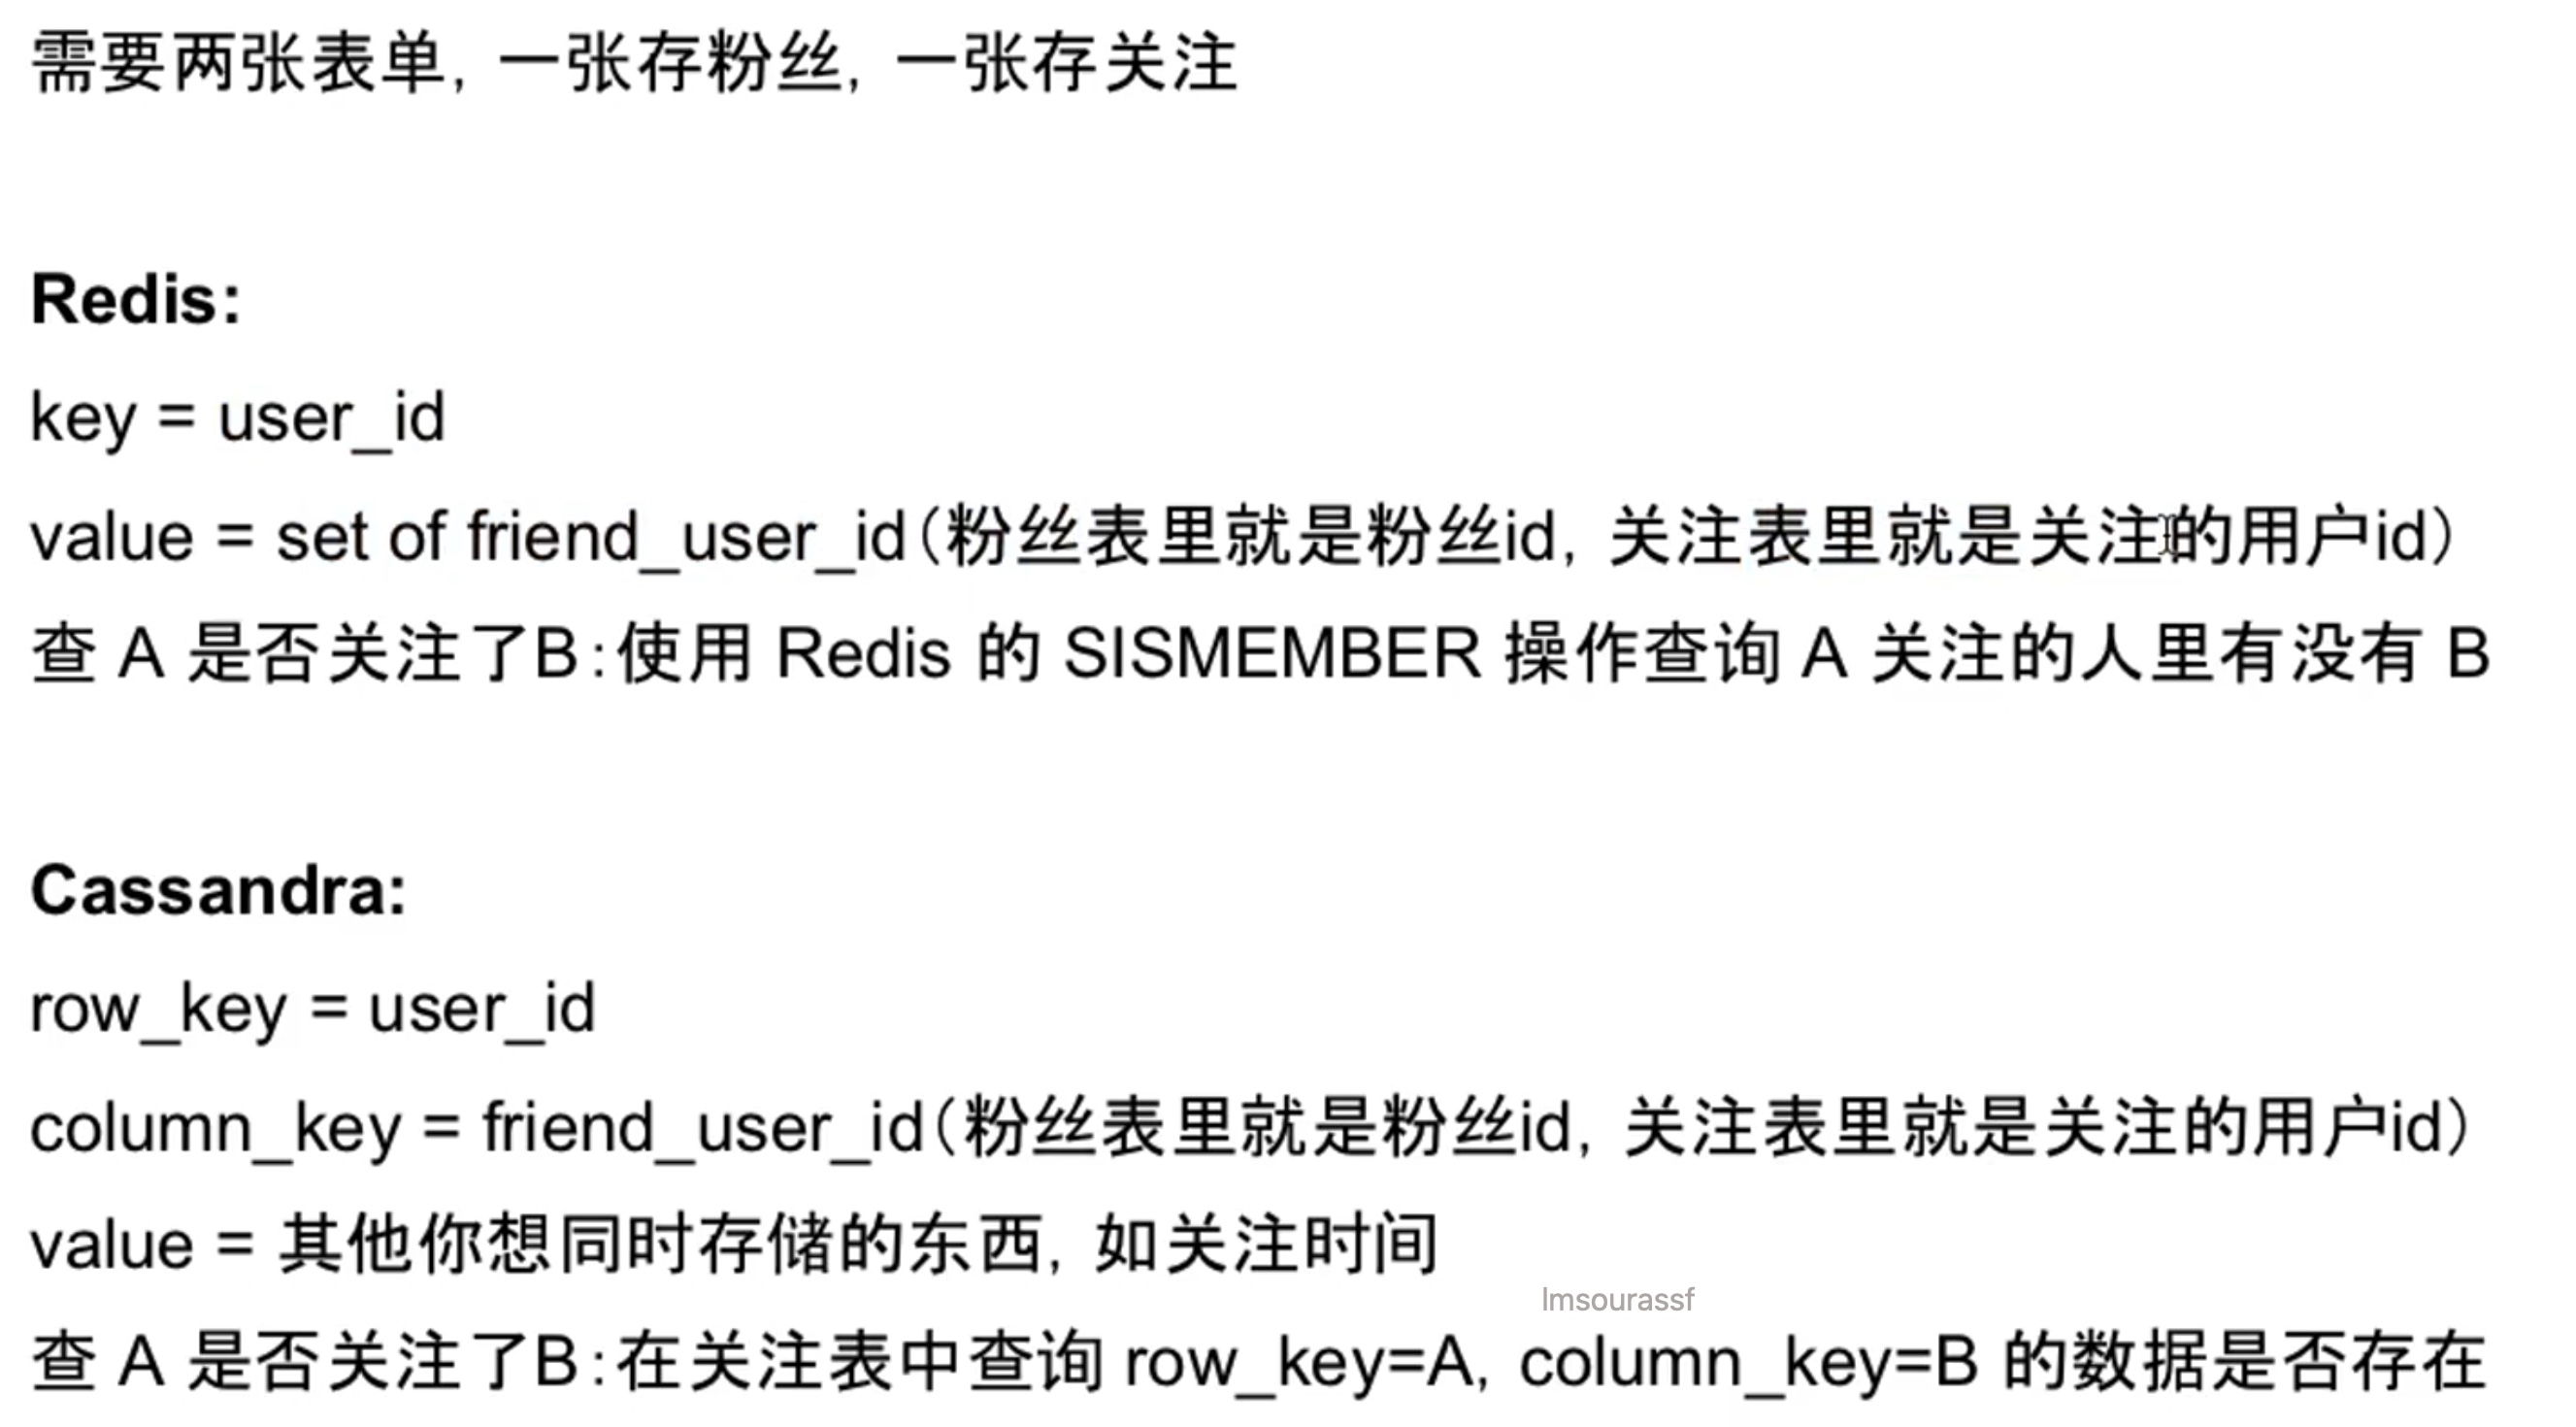 需要两张表单, 一张存粉丝, 一张存关注
Redis:
key = user_id
value = set of friend_user_id(粉丝表里就是粉丝id, 关注表里就是关注的用户id)
查 A 是否关注了B:使用 Redis 的 SISMEMBER 操作查询 A 关注的人里有没有 B
Cassandra:
row_key = user_id
column_key = friend_user_id(粉丝表里就是粉丝id, 关注表里就是关注的用户id)
value = 其他你想同时存储的东西, 如关注时间
lmsourassf
查 A 是否关注了B:在关注表中查询 row_key=A, column_key=B 的数据是否存在